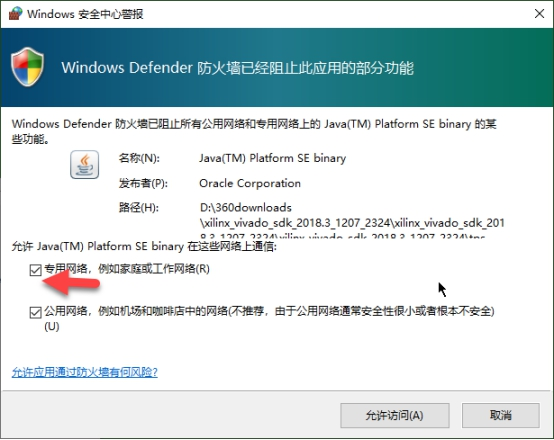 Windows 安全中心警报
Windows Defender 防火墙已经阻止此应用的部分功能
Windows Defender 防火墙已阻止所有公用网络和专用网络上的 Java(TM) Platform SE binary 的某
些功能。
名称(N): Java(TM) Platform SE binary
发布者(P): Oracle Corporation
路径(H): D:\360downloads
\xilinx_vivado_sdk_2018.3_1207_2324\xilinx_vivado_sdk_201
8.3_1207_2324\tps
允许 Java(TM) Platform SE binary 在这些网络上通信:
专用网络，例如家庭或工作网络(R)
公用网络，例如机场和咖啡店中的网络(不推荐，由于公用网络通常安全性很小或者根本不安全)
(U)
允许应用通过防火墙有何风险?
允许访问(A) 取消